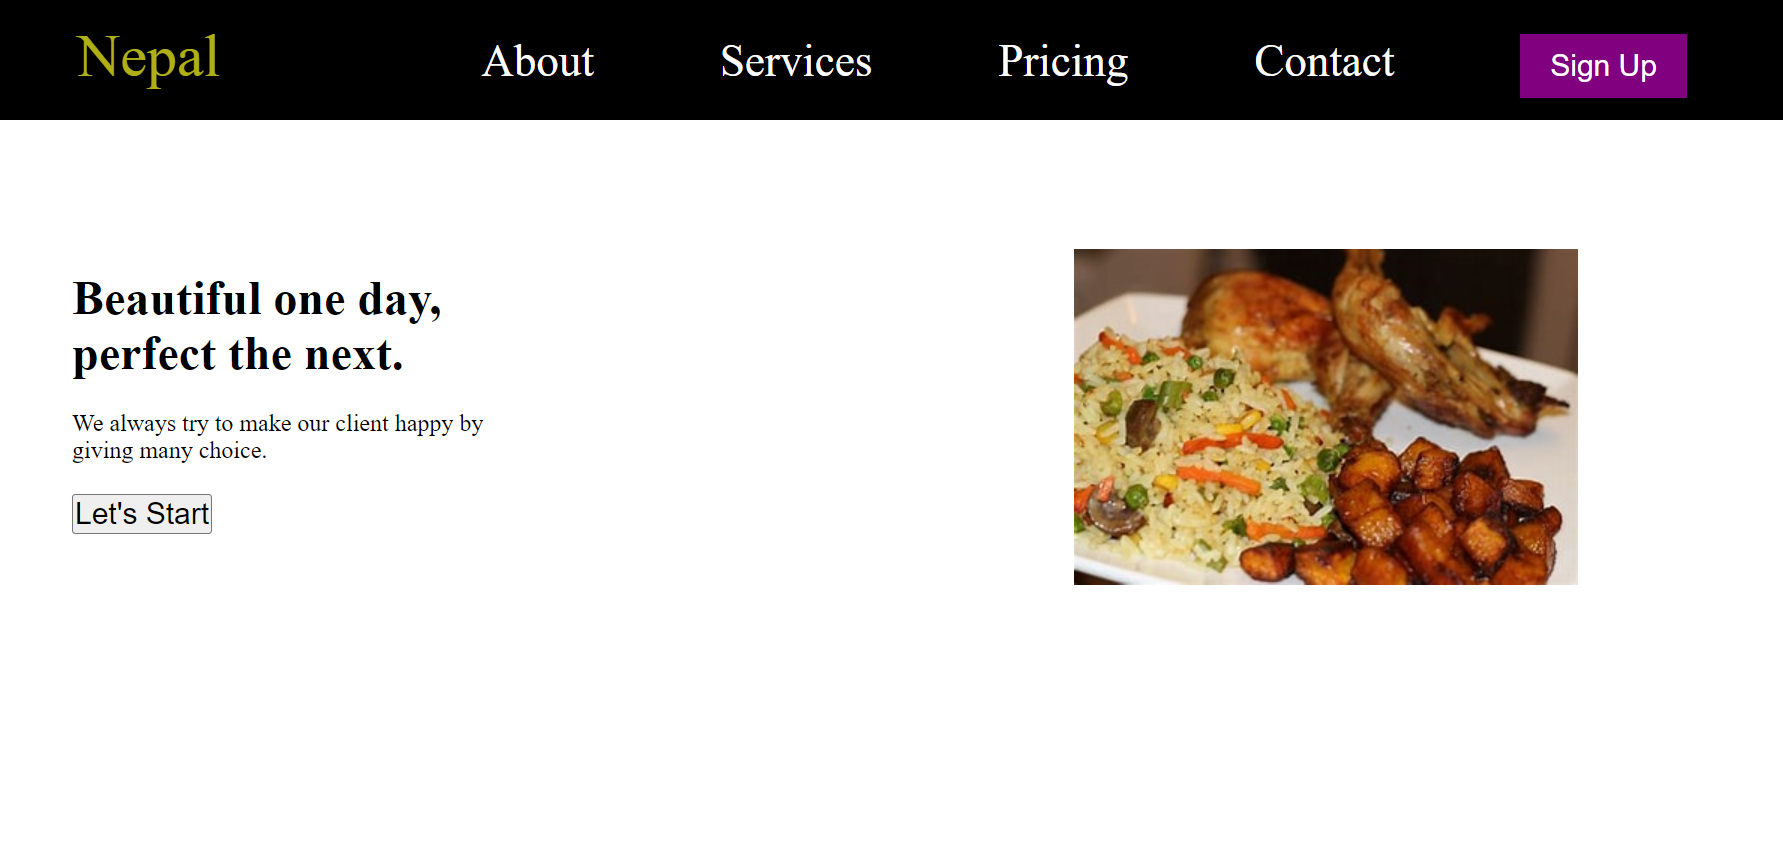 Nepal About Services Pricing Contact Sign Up
Beautiful one day,
perfect the next.
We always try to make our client happy by
giving many choice.
Let's Start